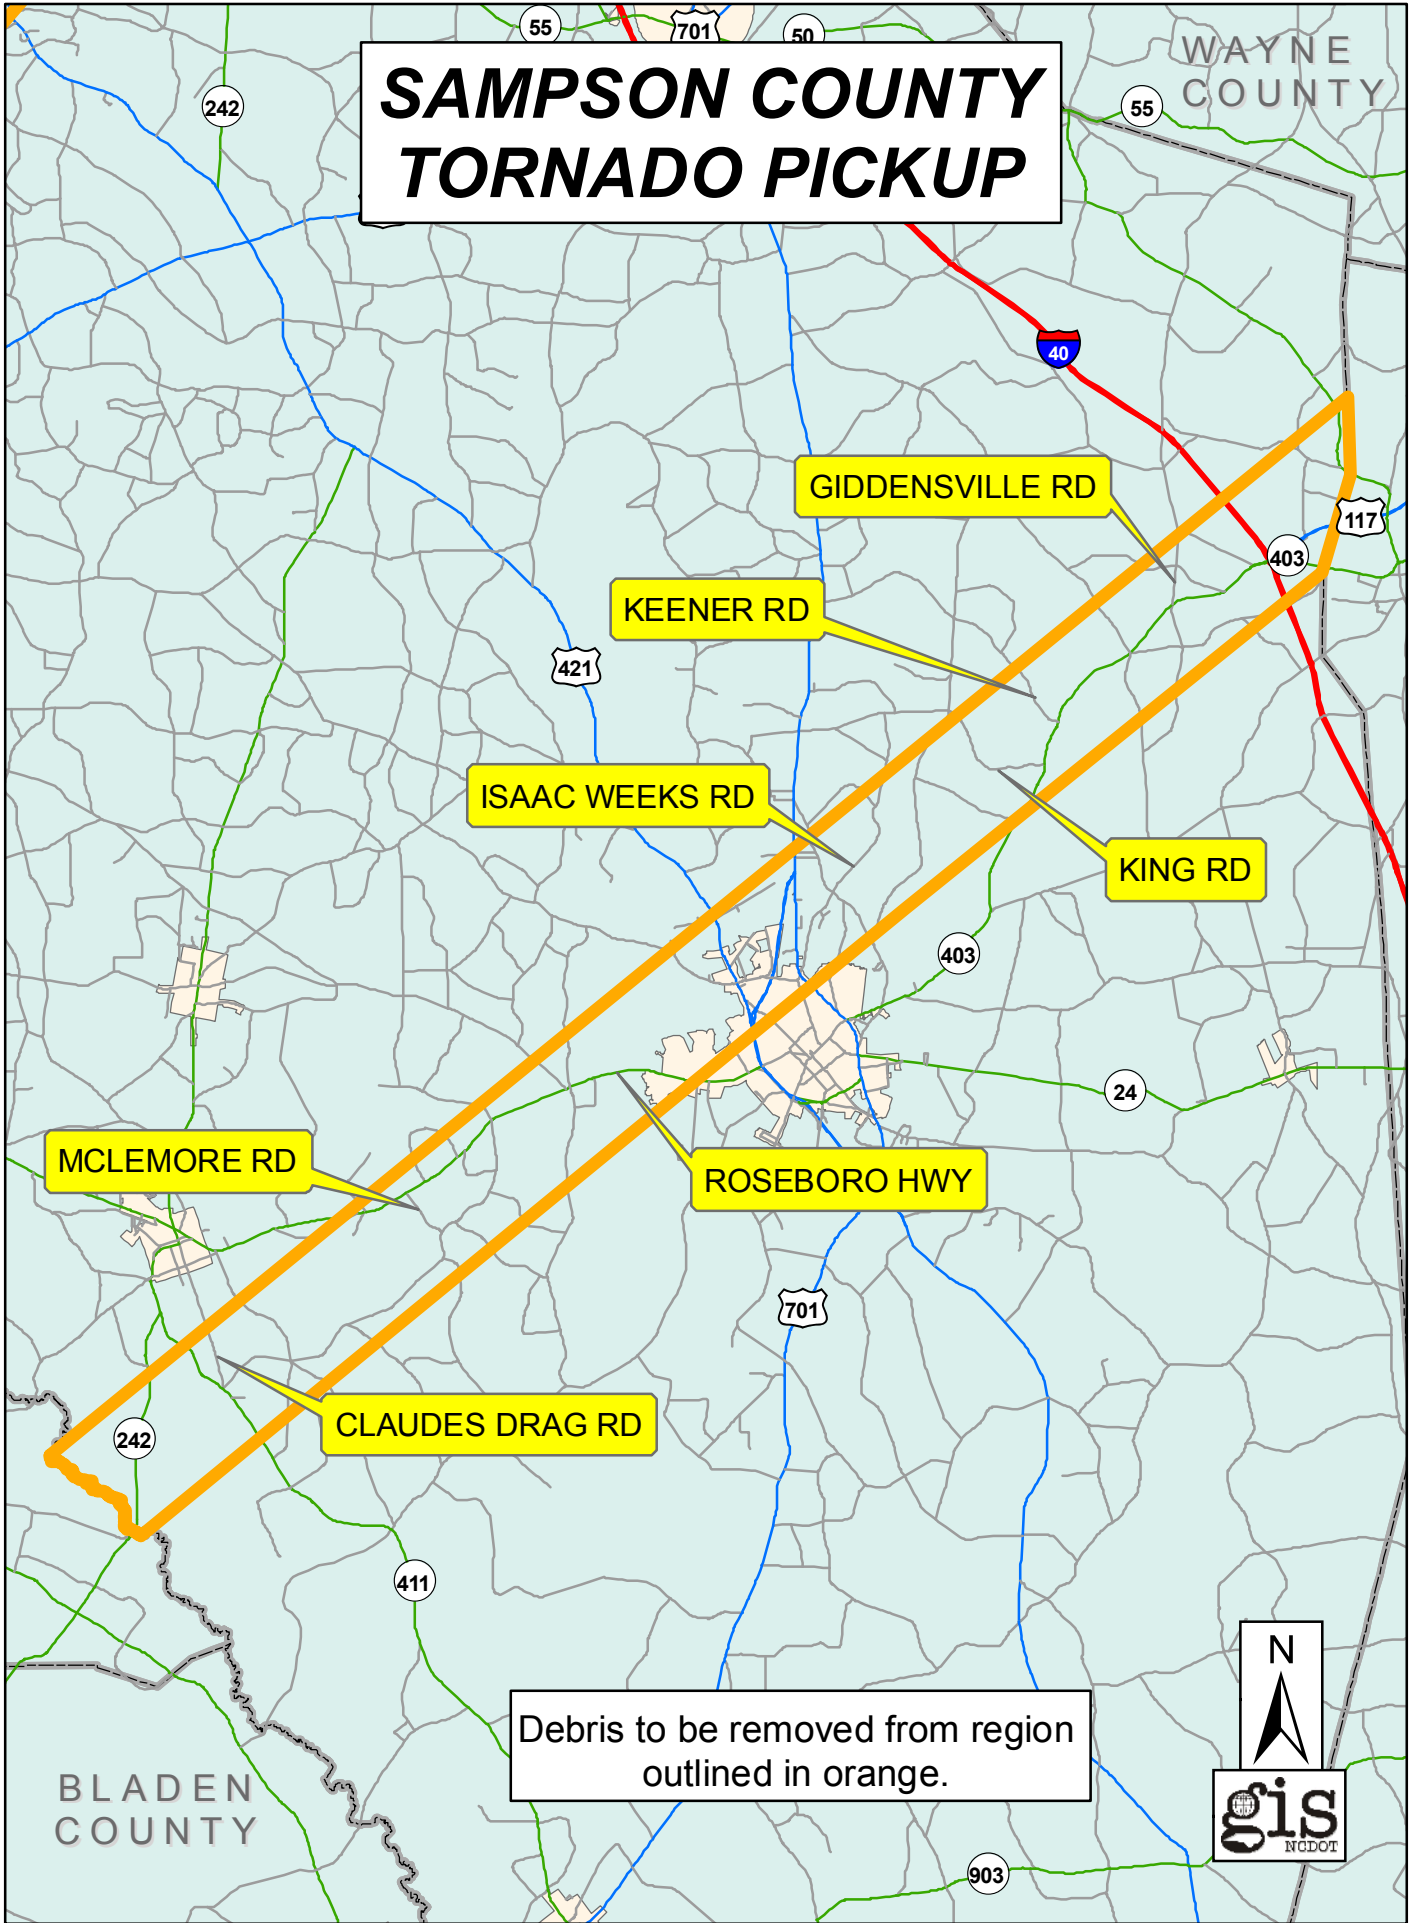 55
701
50
WAYNE
COUNTY
SAMPSON COUNTY
TORNADO PICKUP
242
55
40
GIDDENSVILLE RD
117
403
KEENER RD
421
ISAAC WEEKS RD
KING RD
403
24
MCLEMORE RD
ROSEBORO HWY
701
CLAUDES DRAG RD
242
411
N
Debris to be removed from region
outlined in orange.
BLADEN
COUNTY
gis
NCDOT
903